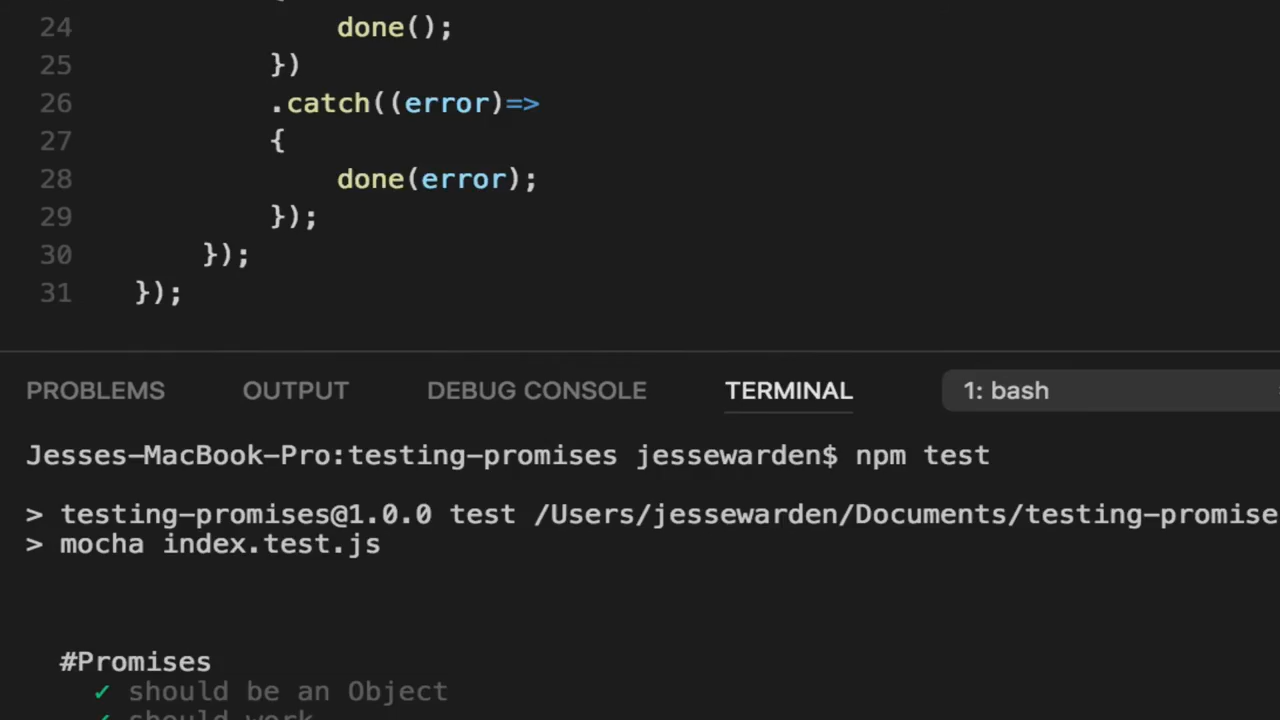 24 done();
25 })
26 .catch((error)=>
27 {
28 done(error);
29 });
30 });
31 });
PROBLEMS OUTPUT DEBUG CONSOLE TERMINAL 1: bash
Jesses-MacBook-Pro:testing-promises jessewarden$ npm test
> testing-promises@1.0.0 test /Users/jessewarden/Documents/testing-promise
> mocha index.test.js
#Promises
✓ should be an Object
✓ should work